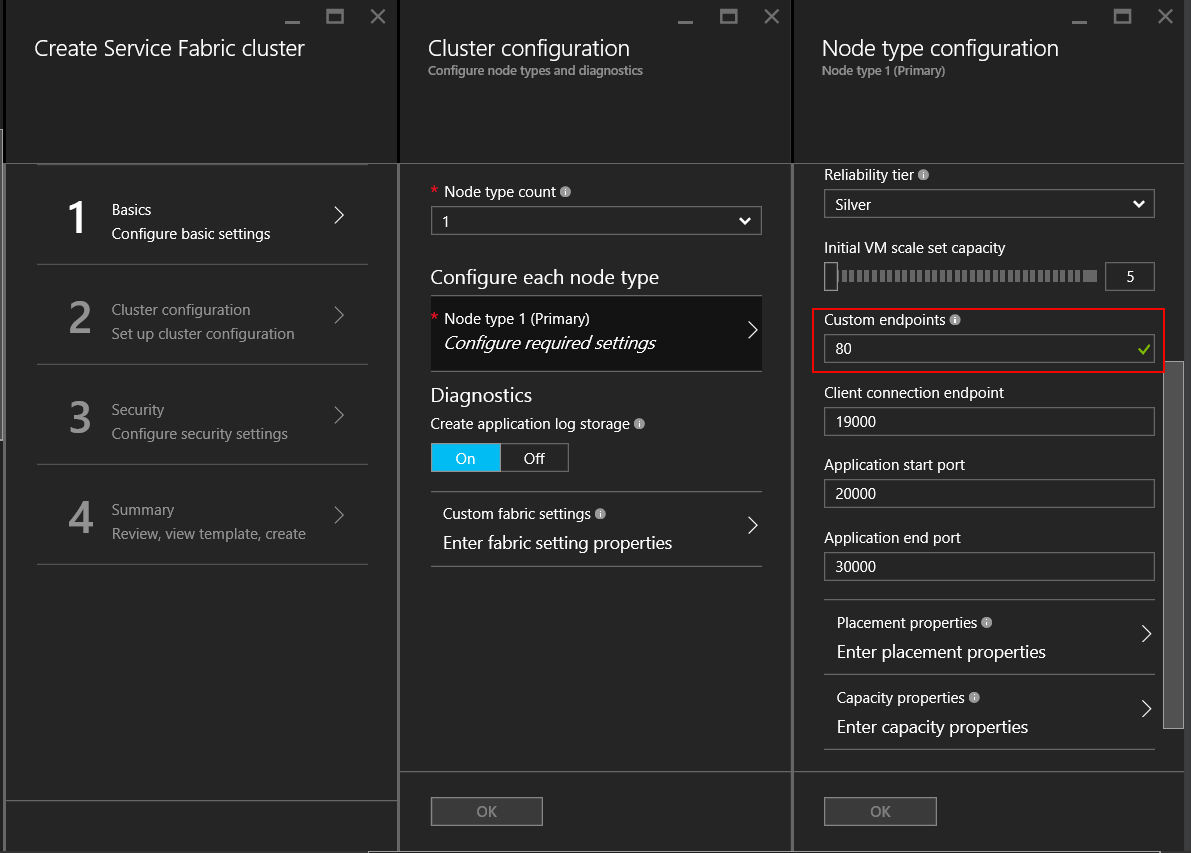 Create Service Fabric cluster
1
Basics
Configure basic settings
2
Cluster configuration
Set up cluster configuration
3
Security
Configure security settings
4
Summary
Review, view template, create
Cluster configuration
Configure node types and diagnostics
* Node type count
1
Configure each node type
* Node type 1 (Primary)
Configure required settings
Diagnostics
Create application log storage
On Off
Custom fabric settings
Enter fabric setting properties
OK
Node type configuration
Node type 1 (Primary)
Reliability tier
Silver
Initial VM scale set capacity
5
Custom endpoints
80
Client connection endpoint
19000
Application start port
20000
Application end port
30000
Placement properties
Enter placement properties
Capacity properties
Enter capacity properties
OK